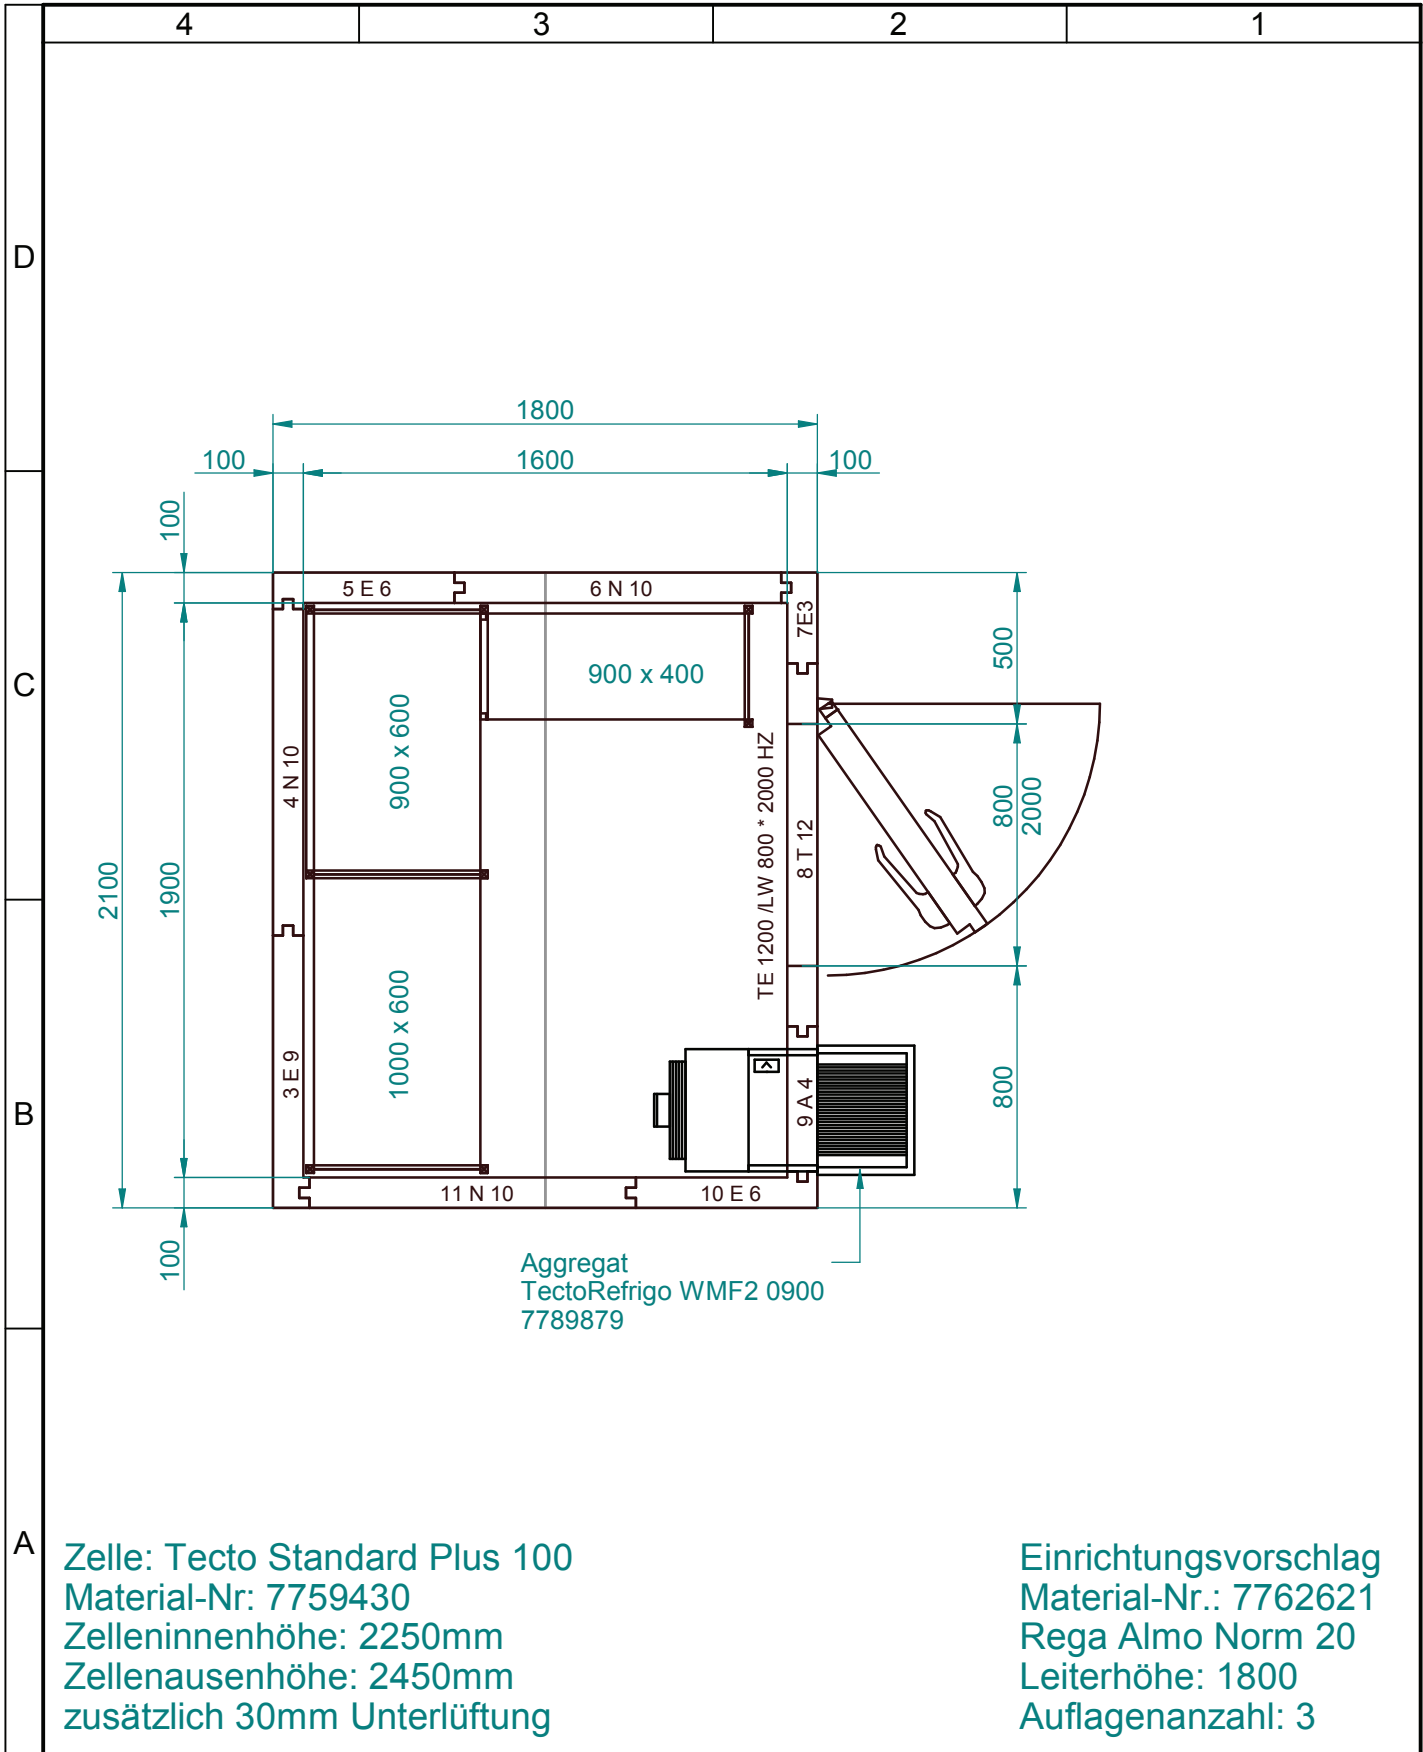 4 3 2 1
D
C
B
A
1800
100 1600 100
100
5 E 6 6 N 10
7E3
500
900 x 400
900 x 600
4 N 10
TE 1200 /LW 800 * 2000 HZ
8 T 12
800
2000
2100
1900
1000 x 600
3 E 9
9 A 4
800
11 N 10 10 E 6
100
Aggregat
TectoRefrigo WMF2 0900
7789879
Zelle: Tecto Standard Plus 100
Material-Nr: 7759430
Zelleninnenhöhe: 2250mm
Zellenausenhöhe: 2450mm
zusätzlich 30mm Unterlüftung
Einrichtungsvorschlag
Material-Nr.: 7762621
Rega Almo Norm 20
Leiterhöhe: 1800
Auflagenanzahl: 3